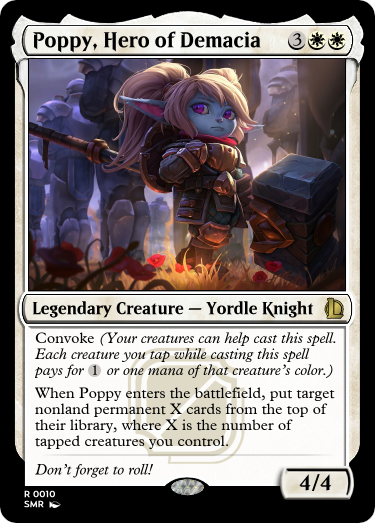 Poppy, Hero of Demacia 3
Legendary Creature — Yordle Knight
Convoke (Your creatures can help cast this spell.
Each creature you tap while casting this spell
pays for 1 or one mana of that creature's color.)
When Poppy enters the battlefield, put target
nonland permanent X cards from the top of
their library, where X is the number of
tapped creatures you control.
Don't forget to roll!
4/4
R 0010
SMR